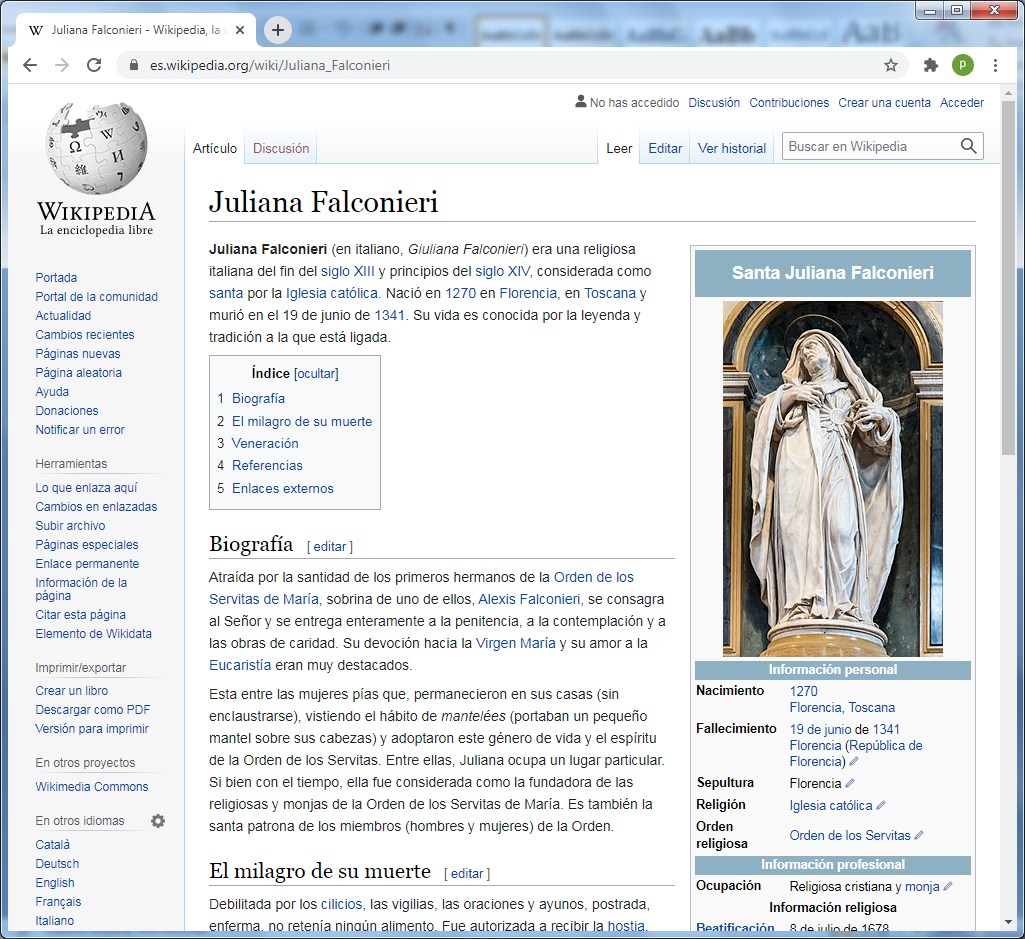 Juliana Falconieri - Wikipedia, la
es.wikipedia.org/wiki/Juliana_Falconieri
P
No has accedido Discusión Contribuciones Crear una cuenta Acceder
Artículo Discusión Leer Editar Ver historial Buscar en Wikipedia
WIKIPEDIA
La enciclopedia libre
Portada
Portal de la comunidad
Actualidad
Cambios recientes
Páginas nuevas
Página aleatoria
Ayuda
Donaciones
Notificar un error
Herramientas
Lo que enlaza aquí
Cambios en enlazadas
Subir archivo
Páginas especiales
Enlace permanente
Información de la
página
Citar esta página
Elemento de Wikidata
Imprimir/exportar
Crear un libro
Descargar como PDF
Versión para imprimir
En otros proyectos
Wikimedia Commons
En otros idiomas
Català
Deutsch
English
Français
Italiano
Juliana Falconieri
Juliana Falconieri (en italiano, Giuliana Falconieri) era una religiosa
italiana del fin del siglo XIII y principios del siglo XIV, considerada como
santa por la Iglesia católica. Nació en 1270 en Florencia, en Toscana y
murió en el 19 de junio de 1341. Su vida es conocida por la leyenda y
tradición a la que está ligada.
Índice [ocultar]
1 Biografía
2 El milagro de su muerte
3 Veneración
4 Referencias
5 Enlaces externos
Biografía [ editar ]
Atraída por la santidad de los primeros hermanos de la Orden de los
Servitas de María, sobrina de uno de ellos, Alexis Falconieri, se consagra
al Señor y se entrega enteramente a la penitencia, a la contemplación y a
las obras de caridad. Su devoción hacia la Virgen María y su amor a la
Eucaristía eran muy destacados.
Esta entre las mujeres pías que, permanecieron en sus casas (sin
enclaustrarse), vistiendo el hábito de mantelées (portaban un pequeño
mantel sobre sus cabezas) y adoptaron este género de vida y el espíritu
de la Orden de los Servitas. Entre ellas, Juliana ocupa un lugar particular.
Si bien con el tiempo, ella fue considerada como la fundadora de las
religiosas y monjas de la Orden de los Servitas de María. Es también la
santa patrona de los miembros (hombres y mujeres) de la Orden.
El milagro de su muerte [ editar ]
Debilitada por los cilicios, las vigilias, las oraciones y ayunos, postrada,
enferma, no retenía ningún alimento. Fue autorizada a recibir la hostia,
Santa Juliana Falconieri
Información personal
Nacimiento 1270
Florencia, Toscana
Fallecimiento 19 de junio de 1341
Florencia (República de
Florencia)
Sepultura Florencia
Religión Iglesia católica
Orden
religiosa Orden de los Servitas
Información profesional
Ocupación Religiosa cristiana y monja
Información religiosa
Beatificación 8 de julio de 1678